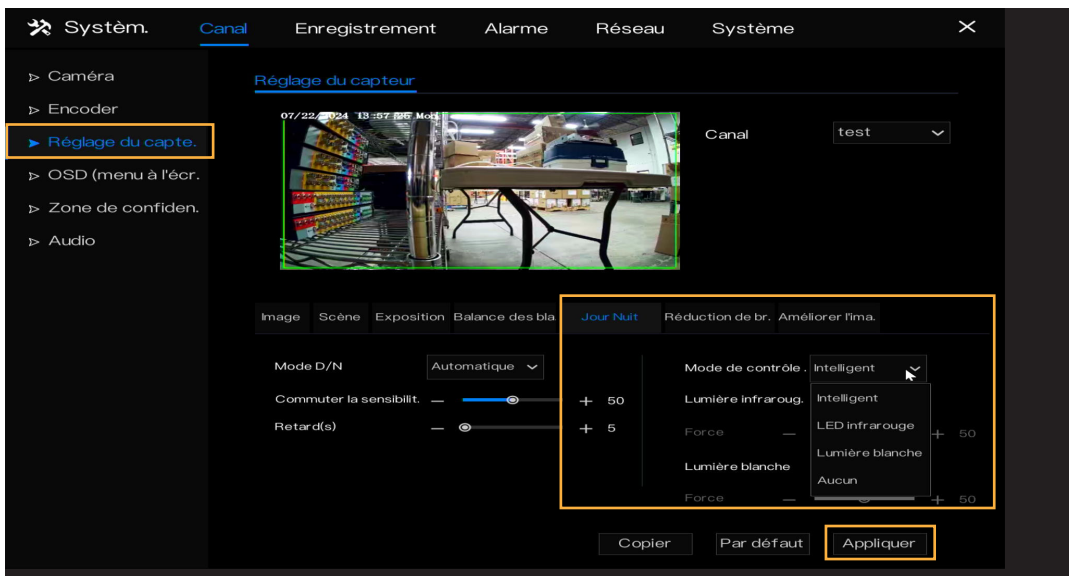 Systèm. Canal Enregistrement Alarme Réseau Système
Caméra
Encoder
Réglage du capte.
OSD (menu à l'écr.
Zone de confiden.
Audio
Réglage du capteur
07/22/2024 13:57 Mon
Canal test
Image Scène Exposition Balance des bla Jour Nuit Réduction de br. Améliorer l'ima.
Mode D/N Automatique
Commuter la sensibilit. 50
Retard(s) 5
Mode de contrôle . Intelligent
Lumière infraroug.
Force 50
Lumière blanche
Force 50
Intelligent
LED infrarouge
Lumière blanche
Aucun
Copier Par défaut Appliquer